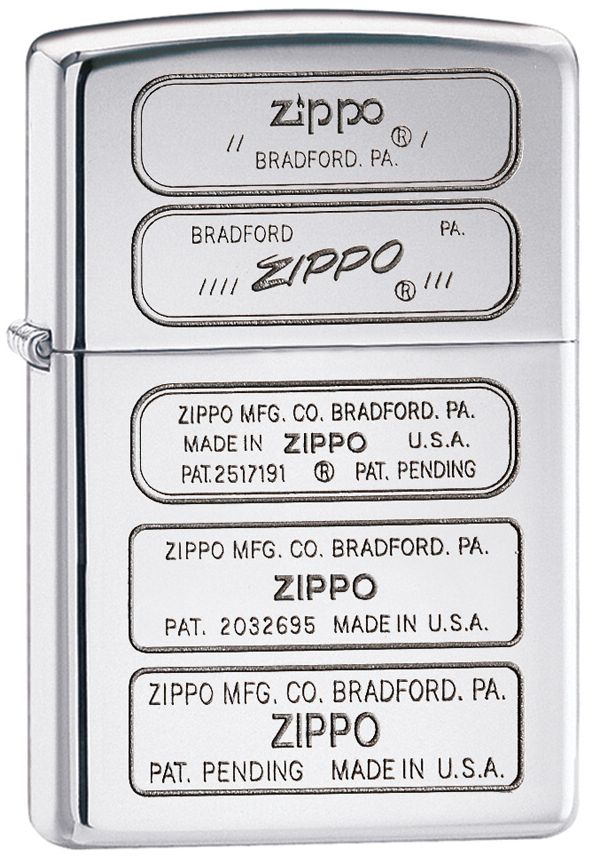 Zippo
// ® /
BRADFORD. PA.
BRADFORD PA.
//// ZIPPO ® ///
ZIPPO MFG. CO. BRADFORD. PA.
MADE IN ZIPPO U.S.A.
PAT. 2517191 ® PAT. PENDING
ZIPPO MFG. CO. BRADFORD. PA.
ZIPPO
PAT. 2032695 MADE IN U.S.A.
ZIPPO MFG. CO. BRADFORD. PA.
ZIPPO
PAT. PENDING MADE IN U.S.A.